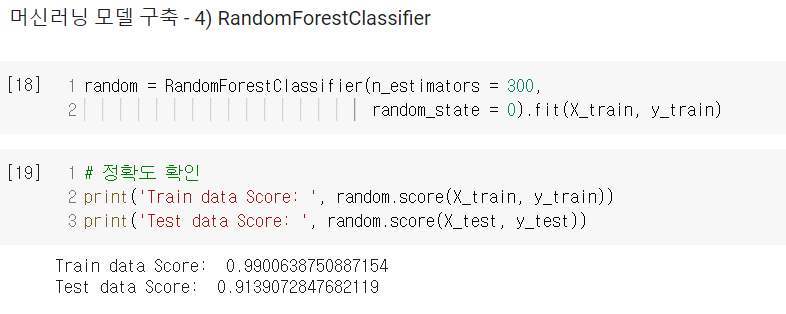 머신러닝 모델 구축 - 4) RandomForestClassifier
[18] 1 random = RandomForestClassifier(n_estimators = 300,
2 random_state = 0).fit(X_train, y_train)
[19] 1 # 정확도 확인
2 print('Train data Score: ', random.score(X_train, y_train))
3 print('Test data Score: ', random.score(X_test, y_test))
Train data Score:  0.9900638750887154
Test data Score:  0.9139072847682119